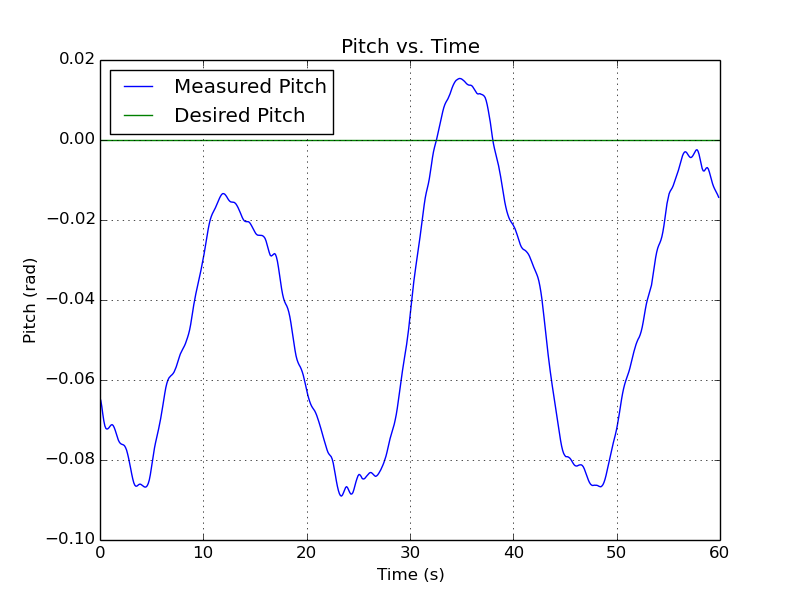 Pitch vs. Time
Measured Pitch
Desired Pitch
0.02
0.00
−0.02
−0.04
−0.06
−0.08
−0.10
Pitch (rad)
0 10 20 30 40 50 60
Time (s)